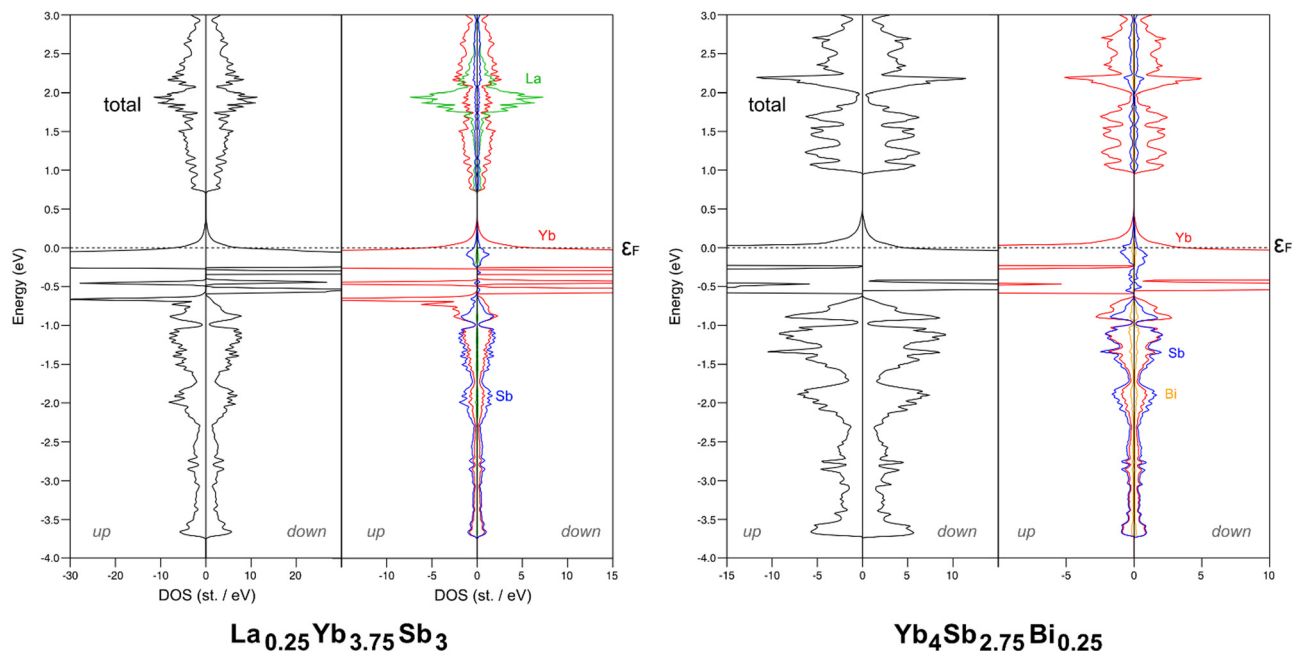 3.0
2.5
2.0
1.5
1.0
0.5
0.0
-0.5
-1.0
-1.5
-2.0
-2.5
-3.0
-3.5
-4.0
Energy (eV)
total
up
down
-30
-20
-10
0
10
20
DOS (st. / eV)
La
Yb
εF
Sb
up
down
-15
-10
-5
0
5
10
15
DOS (st. / eV)
La0.25Yb3.75Sb3
3.0
2.5
2.0
1.5
1.0
0.5
0.0
-0.5
-1.0
-1.5
-2.0
-2.5
-3.0
-3.5
-4.0
Energy (eV)
total
up
down
-15
-10
-5
0
5
10
Yb
εF
Sb
Bi
up
down
-5
0
5
10
DOS (st. / eV)
Yb4Sb2.75Bi0.25